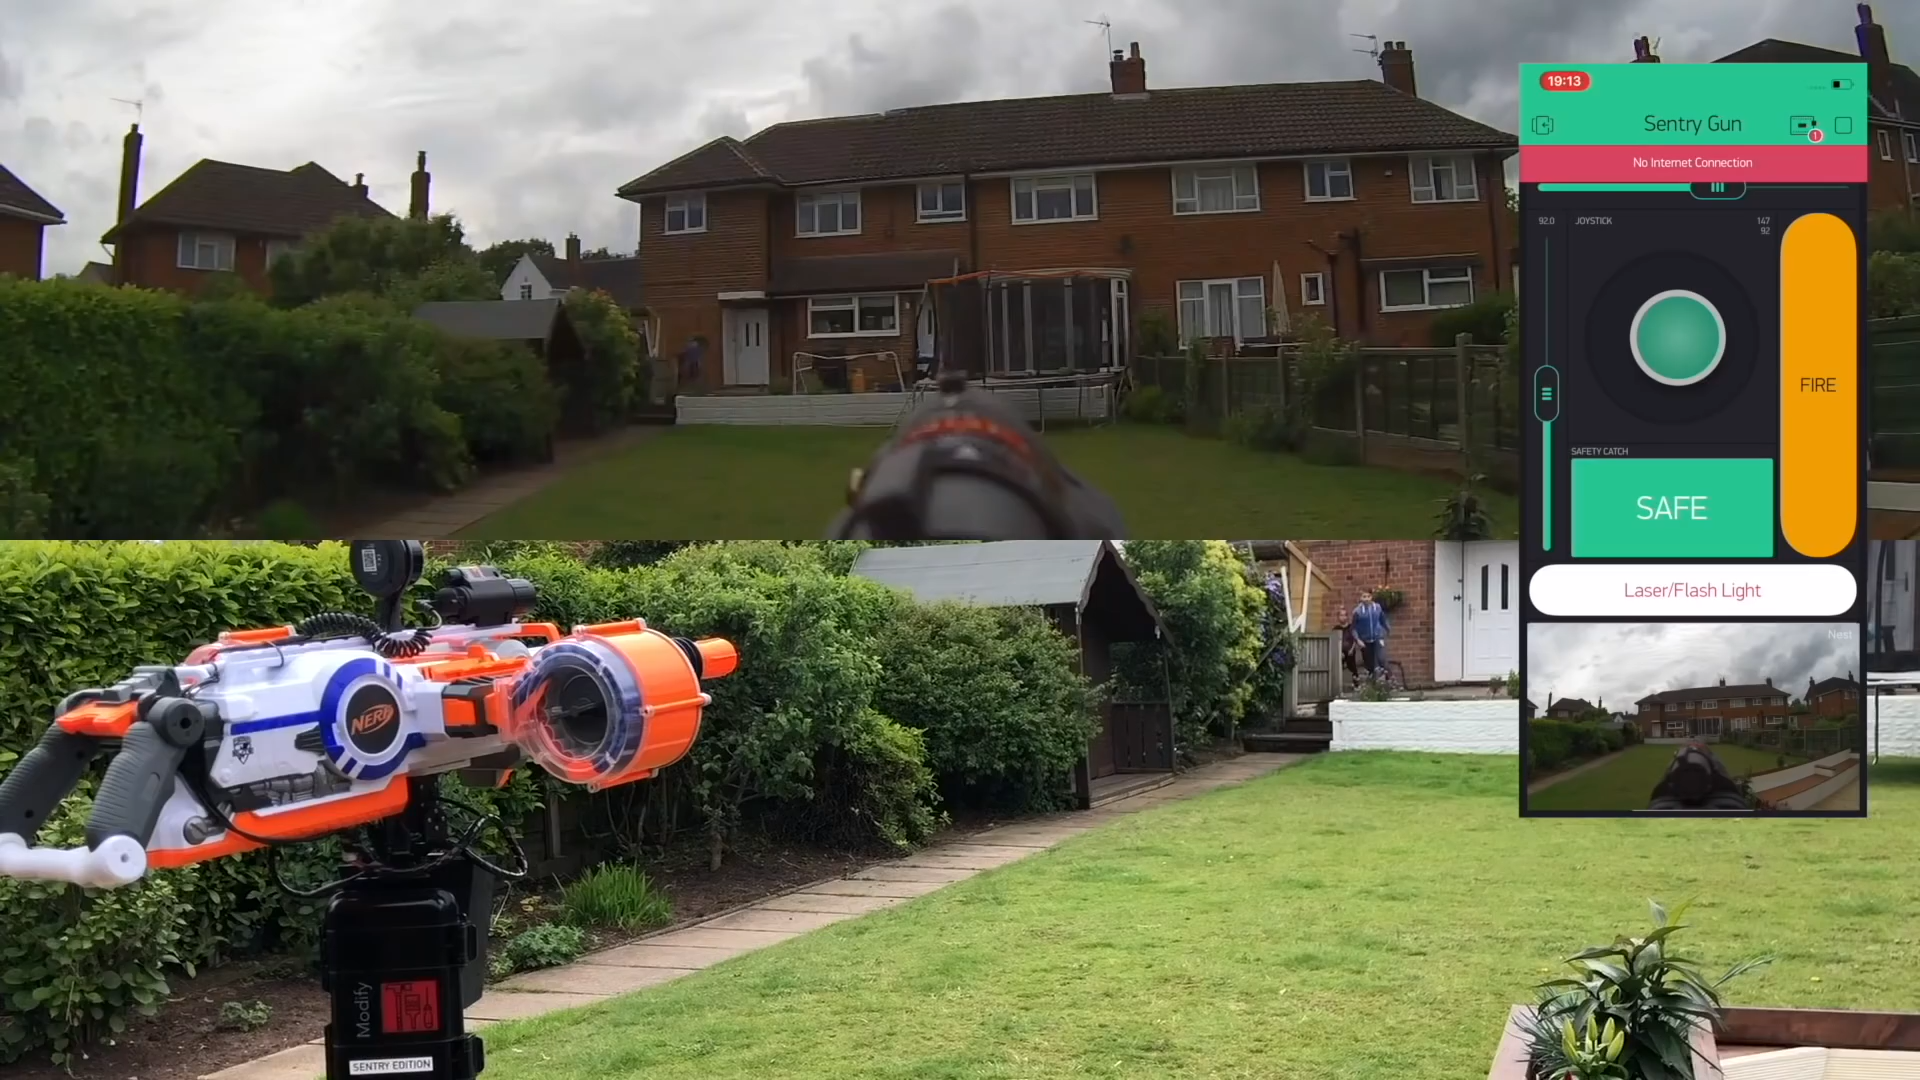 19:13
Sentry Gun
1
No Internet Connection
92.0
JOYSTICK
147
92
FIRE
SAFETY CATCH
SAFE
Laser/Flash Light
Nest
NERF
Modify
SENTRY EDITION